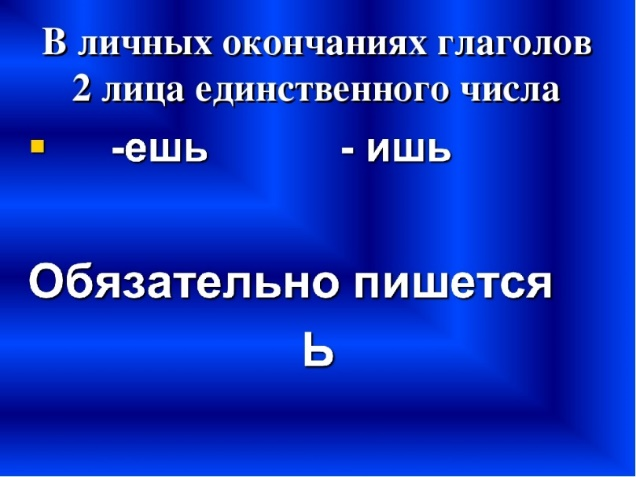 В личных окончаниях глаголов
2 лица единственного числа
-ешь - ишь
Обязательно пишется
Ь